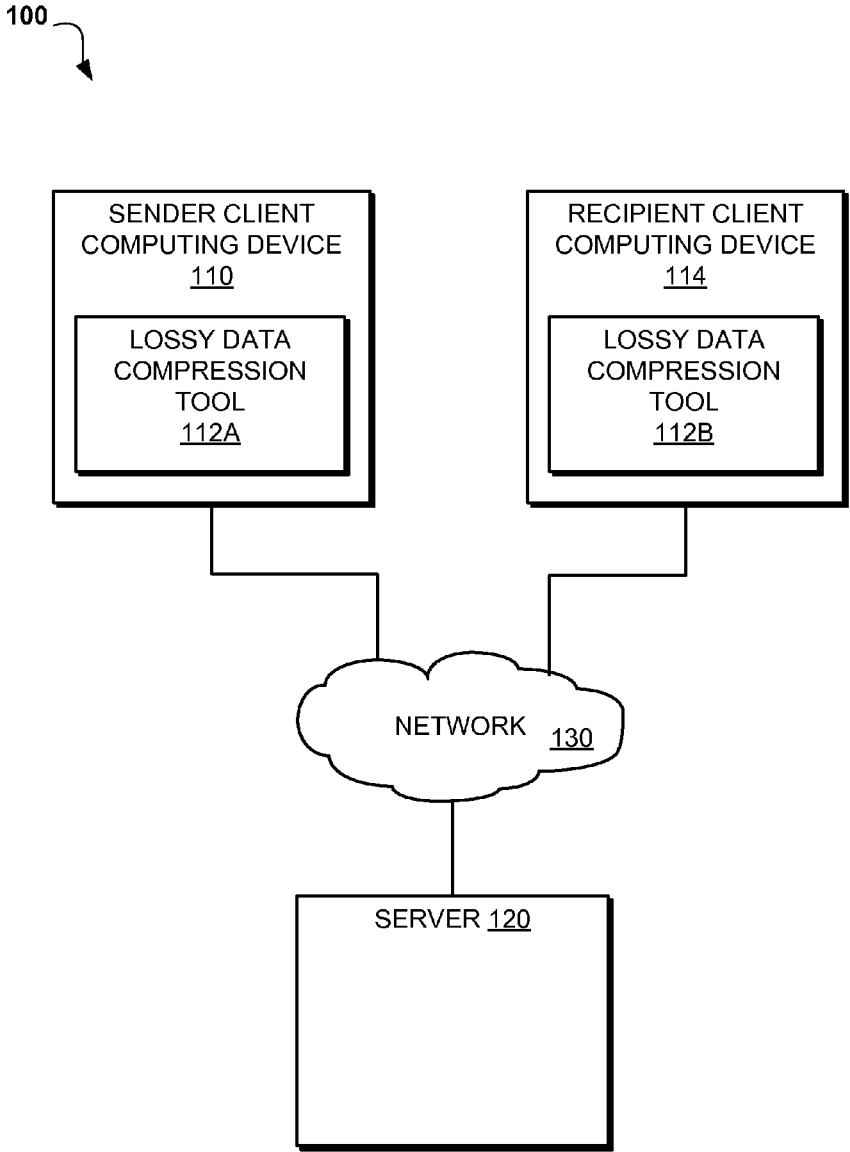 100
SENDER CLIENT
COMPUTING DEVICE
110
LOSSY DATA
COMPRESSION
TOOL
112A
RECIPIENT CLIENT
COMPUTING DEVICE
114
LOSSY DATA
COMPRESSION
TOOL
112B
NETWORK 130
SERVER 120